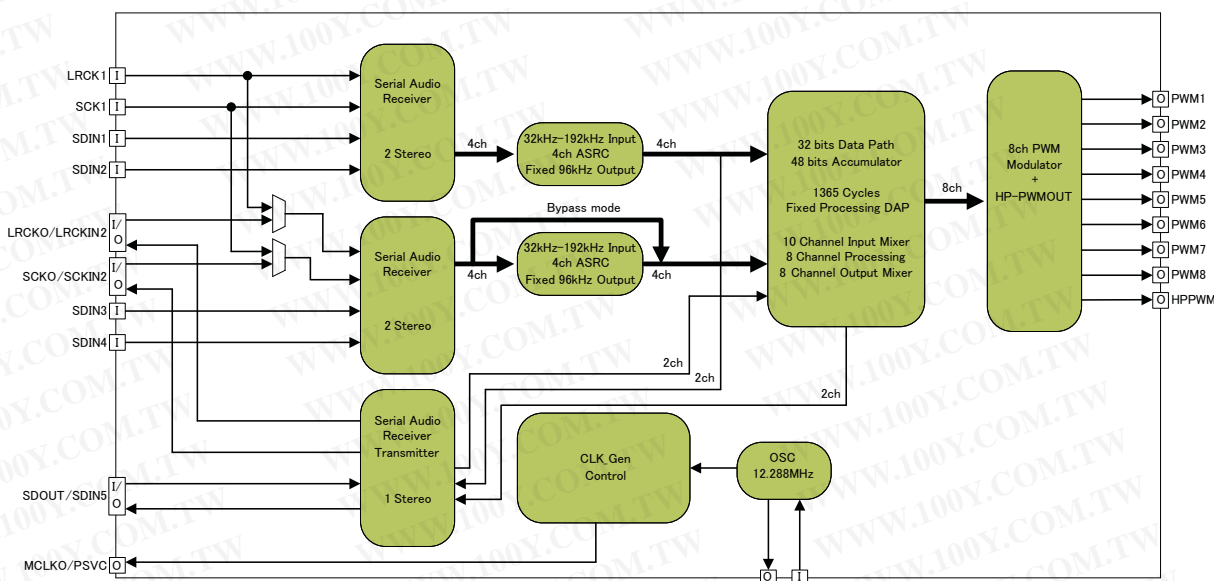 WWW.100Y.COM.TW
LRCK1 I
SCK1 I
SDIN1 I
SDIN2 I
LRCKO/LRCKIN2 I/O
SCKO/SCKIN2 I/O
SDIN3 I
SDIN4 I
SDOUT/SDIN5 I/O
MCLKO/PSVC O
Serial Audio
Receiver
2 Stereo
4ch
32kHz-192kHz Input
4ch ASRC
Fixed 96kHz Output
4ch
Serial Audio
Receiver
2 Stereo
Bypass mode
4ch
32kHz-192kHz Input
4ch ASRC
Fixed 96kHz Output
4ch
Serial Audio
Receiver
Transmitter
1 Stereo
2ch
2ch
2ch
32 bits Data Path
48 bits Accumulator
1365 Cycles
Fixed Processing DAP
10 Channel Input Mixer
8 Channel Processing
8 Channel Output Mixer
8ch
8ch PWM
Modulator
+
HP-PWMOUT
O PWM1
O PWM2
O PWM3
O PWM4
O PWM5
O PWM6
O PWM7
O PWM8
O HPPWM
CLK Gen
Control
OSC
12.288MHz
O I